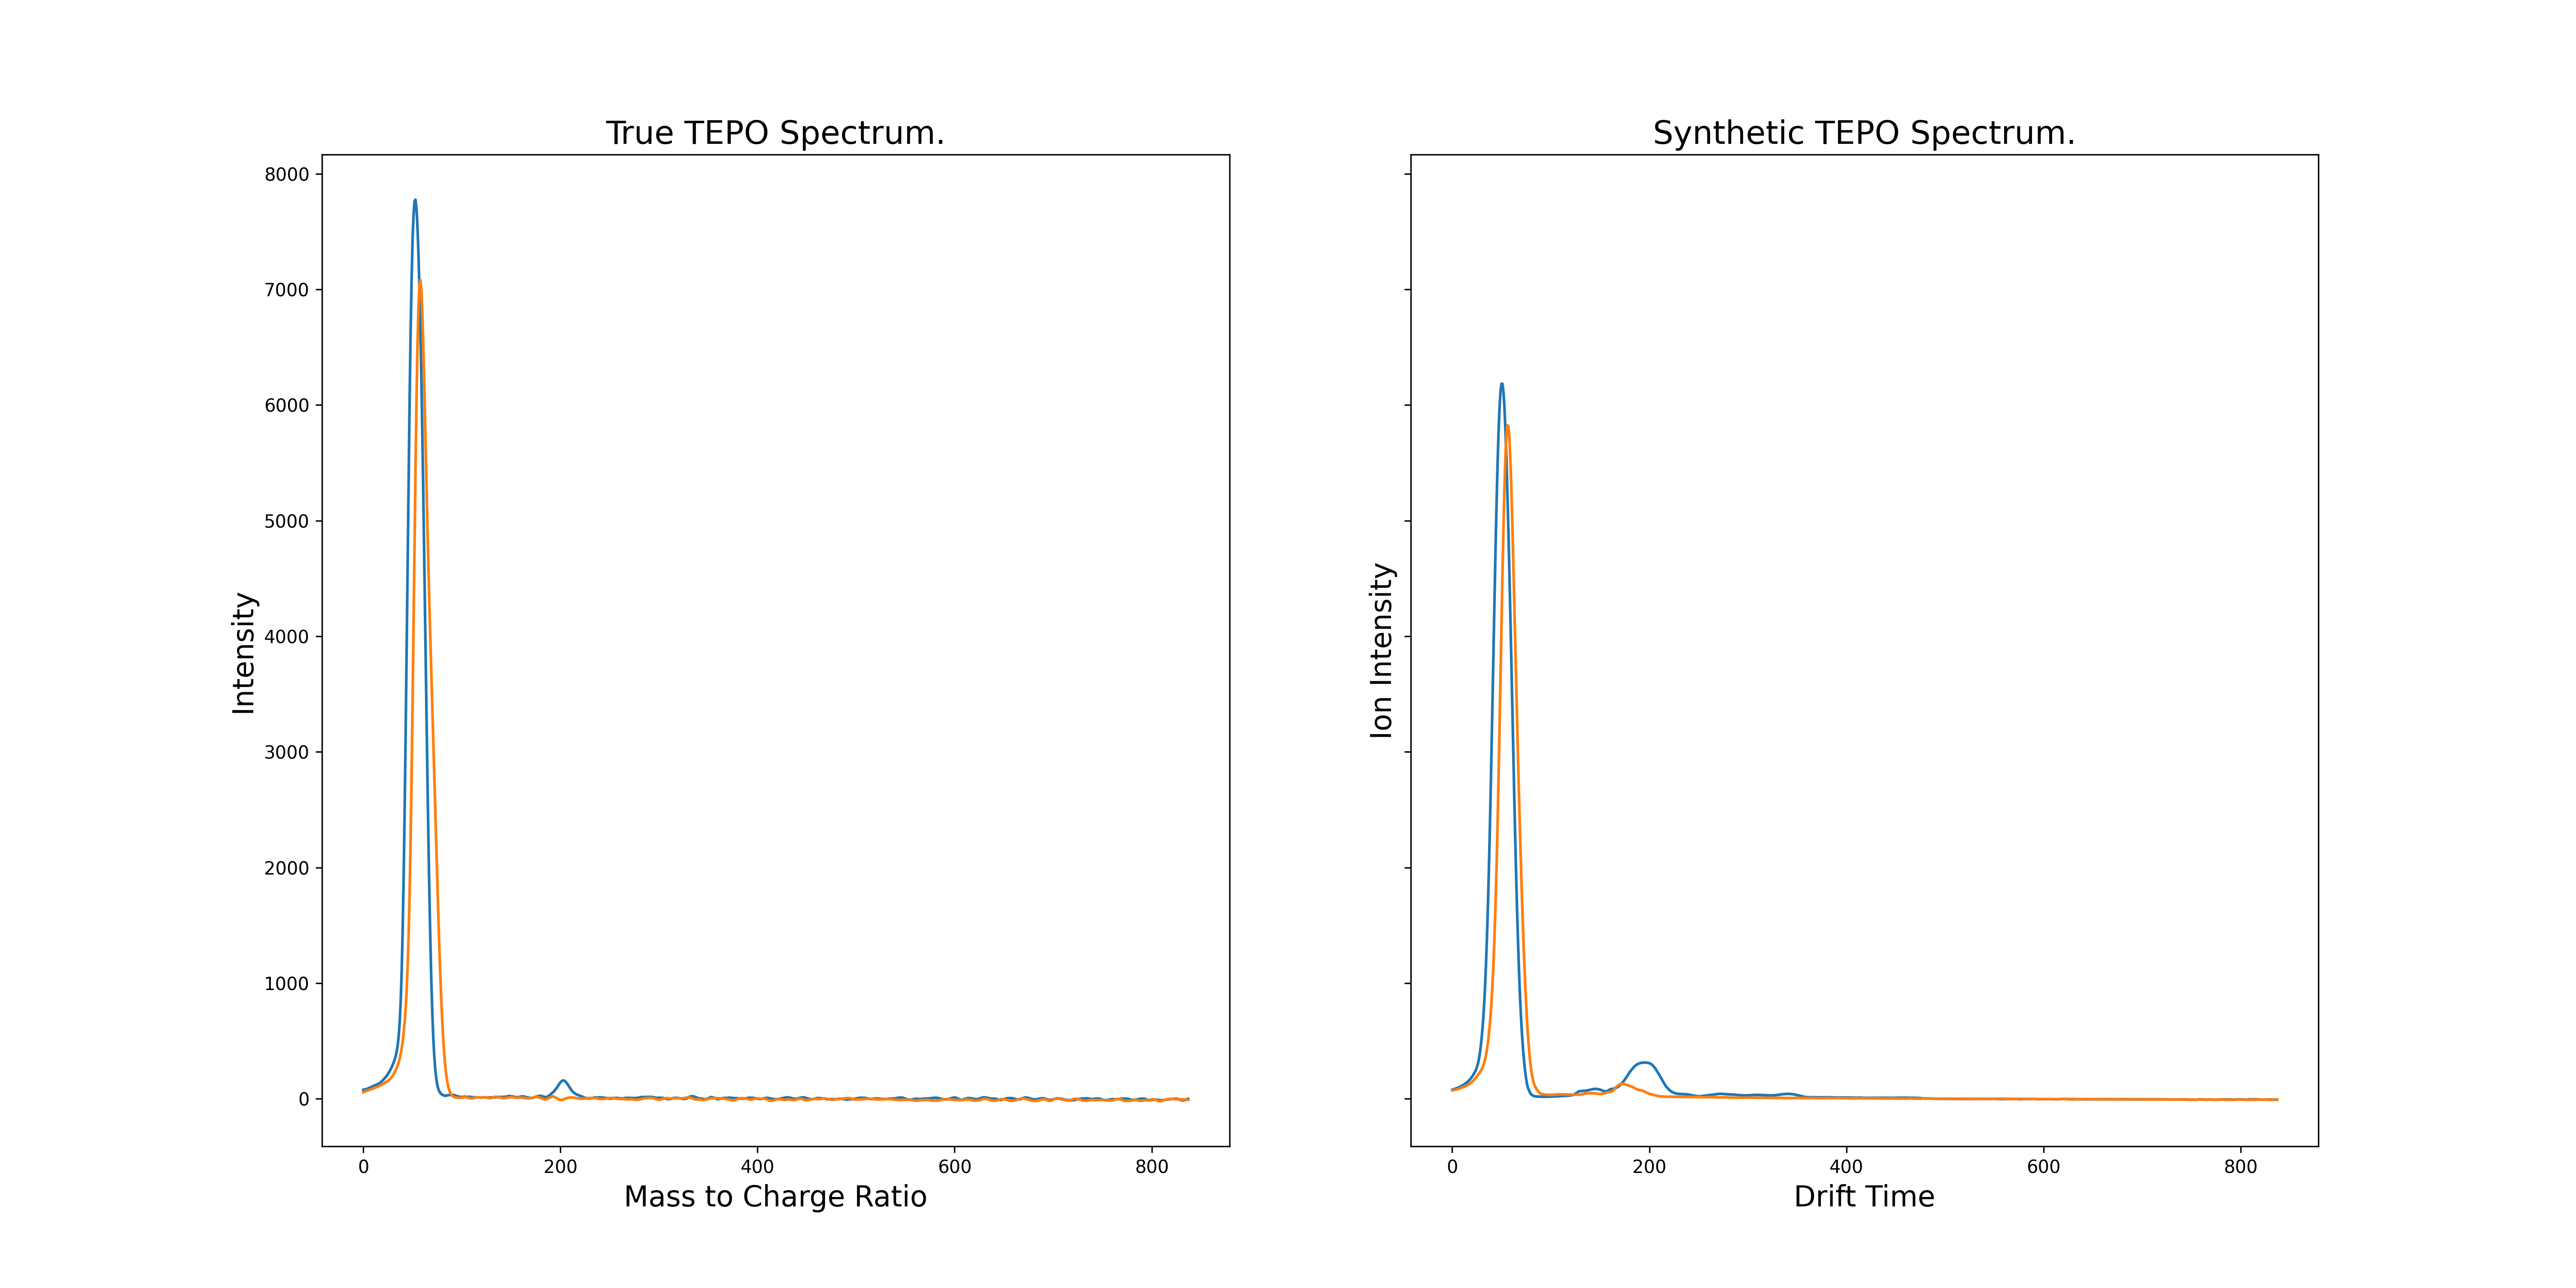 True TEPO Spectrum.
8000
7000
6000
5000
4000
3000
2000
1000
0
Intensity
0 200 400 600 800
Mass to Charge Ratio
Synthetic TEPO Spectrum.
Ion Intensity
0 200 400 600 800
Drift Time